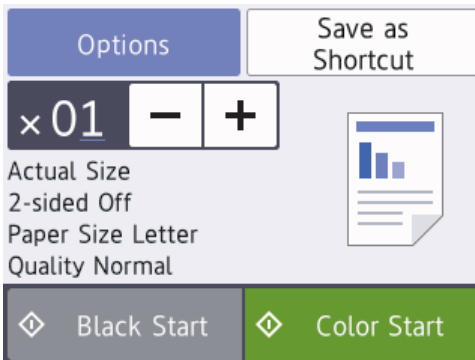 Options
Save as
Shortcut
×01
− +
Actual Size
2-sided Off
Paper Size Letter
Quality Normal
Black Start
Color Start